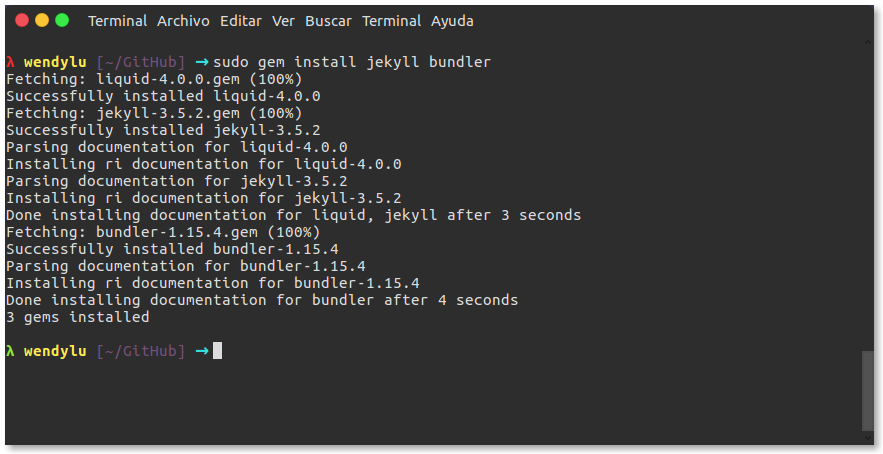 Terminal Archivo Editar Ver Buscar Terminal Ayuda
λ wendylu [~/GitHub] →sudo gem install jekyll bundler
Fetching: liquid-4.0.0.gem (100%)
Successfully installed liquid-4.0.0
Fetching: jekyll-3.5.2.gem (100%)
Successfully installed jekyll-3.5.2
Parsing documentation for liquid-4.0.0
Installing ri documentation for liquid-4.0.0
Parsing documentation for jekyll-3.5.2
Installing ri documentation for jekyll-3.5.2
Done installing documentation for liquid, jekyll after 3 seconds
Fetching: bundler-1.15.4.gem (100%)
Successfully installed bundler-1.15.4
Parsing documentation for bundler-1.15.4
Installing ri documentation for bundler-1.15.4
Done installing documentation for bundler after 4 seconds
3 gems installed
λ wendylu [~/GitHub] →